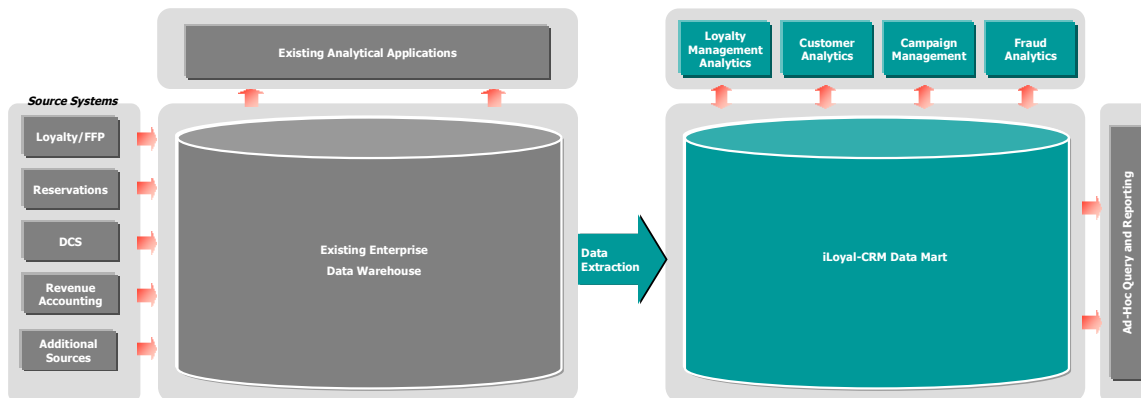 Existing Analytical Applications
Loyalty
Management
Analytics
Customer
Analytics
Campaign
Management
Fraud
Analytics
Source Systems
Loyalty/FFP
Reservations
DCS
Revenue
Accounting
Additional
Sources
Existing Enterprise
Data Warehouse
Data
Extraction
iLoyal-CRM Data Mart
Ad-Hoc Query and Reporting